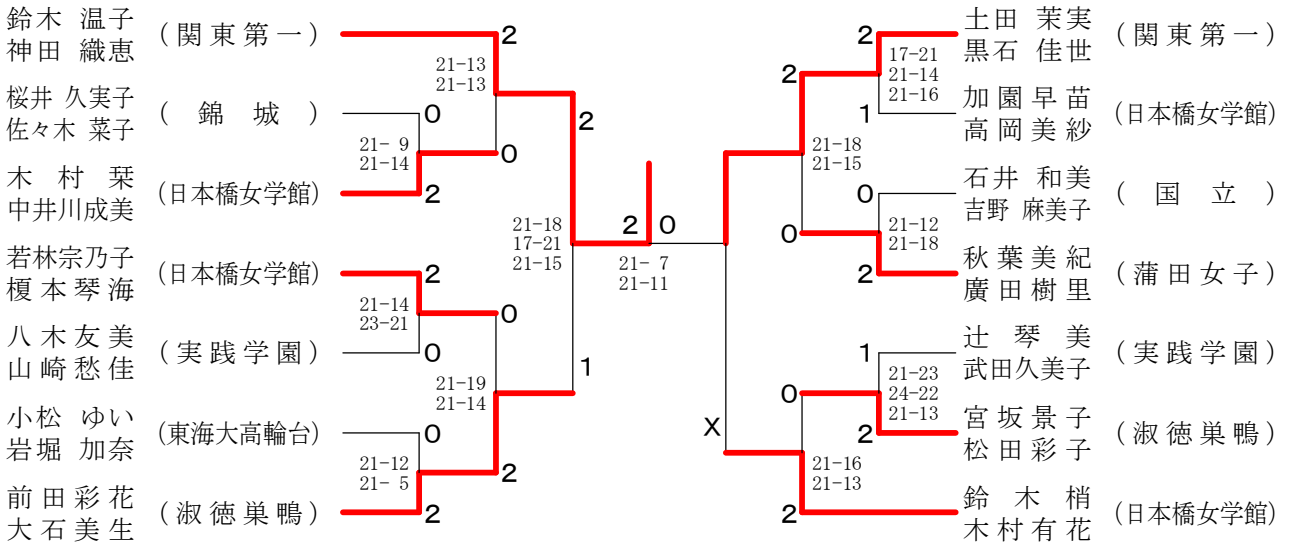 鈴木 温子
神田 織恵
(関東第一)
2
21-13
21-13
桜井 久実子
佐々木 菜子
(錦城)
0
21- 9
21-14
0
木村栞
中井川成美
(日本橋女学館)
2
2
若林宗乃子
榎本琴海
(日本橋女学館)
2
21-14
23-21
0
八木友美
山崎愁佳
(実践学園)
0
21-18
17-21
21-15
1
21-19
21-14
小松 ゆい
岩堀 加奈
(東海大高輪台)
0
21-12
21- 5
2
前田彩花
大石美生
(淑徳巣鴨)
2
2 0
21- 7
21-11
土田 茉実
黒石 佳世
(関東第一)
2
17-21
21-14
21-16
2
加園早苗
高岡美紗
(日本橋女学館)
1
21-18
21-15
石井 和美
吉野 麻美子
(国立)
0
21-12
21-18
0
秋葉美紀
廣田樹里
(蒲田女子)
2
辻琴美
武田久美子
(実践学園)
1
21-23
24-22
21-13
0
宮坂景子
松田彩子
(淑徳巣鴨)
2
X
21-16
21-13
鈴木梢
木村有花
(日本橋女学館)
2